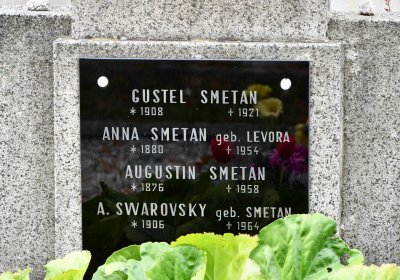 GUSTEL SMETAN
* 1908 + 1921
ANNA SMETAN geb. LEVORA
* 1880 + 1954
AUGUSTIN SMETAN
* 1876 + 1958
A. SWAROVSKY geb. SMETAN
* 1906 + 1964